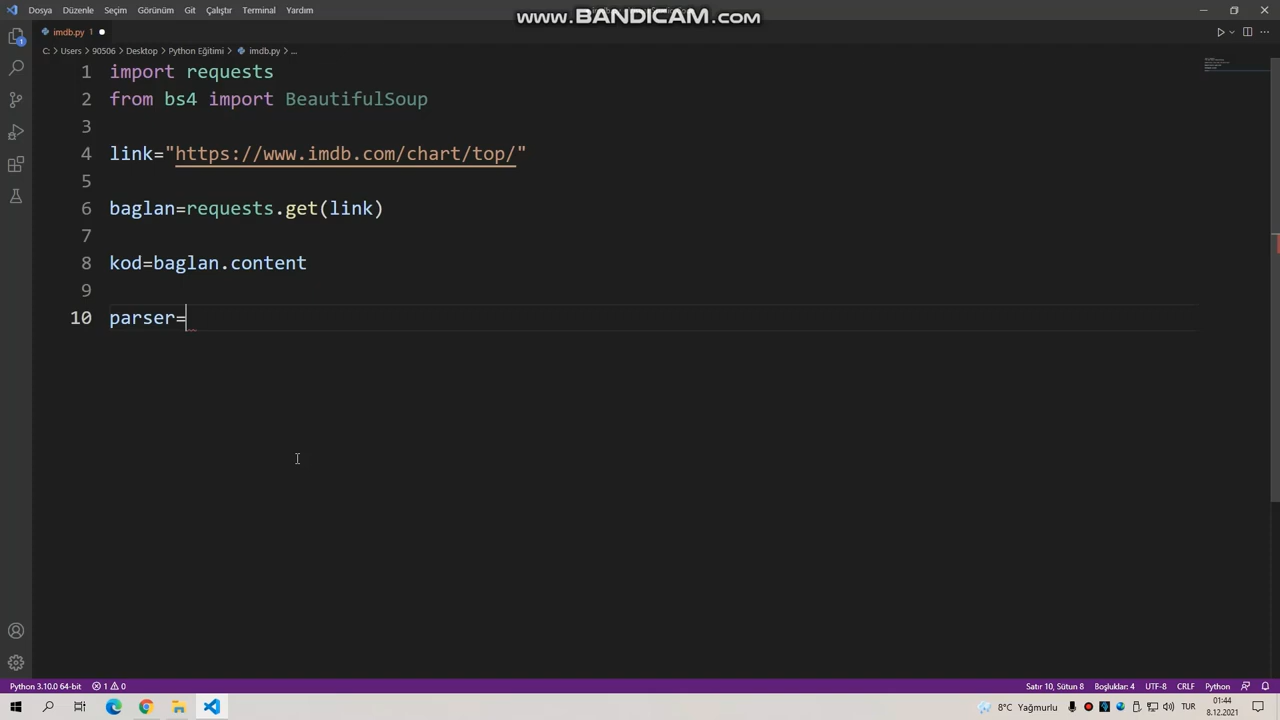 Dosya Düzenle Seçim Görünüm Git Çalıştır Terminal Yardım
www.BANDICAM.com
imdb.py 1
C: > Users > 90506 > Desktop > Python Eğitimi > imdb.py > ...
1 import requests
2 from bs4 import BeautifulSoup
3
4 link="https://www.imdb.com/chart/top/"
5
6 baglan=requests.get(link)
7
8 kod=baglan.content
9
10 parser=
1
Python 3.10.0 64-bit 1 0 Satır 10, Sütun 8 Boşluklar: 4 UTF-8 CRLF Python
8°C Yağmurlu TUR 01:44
8.12.2021